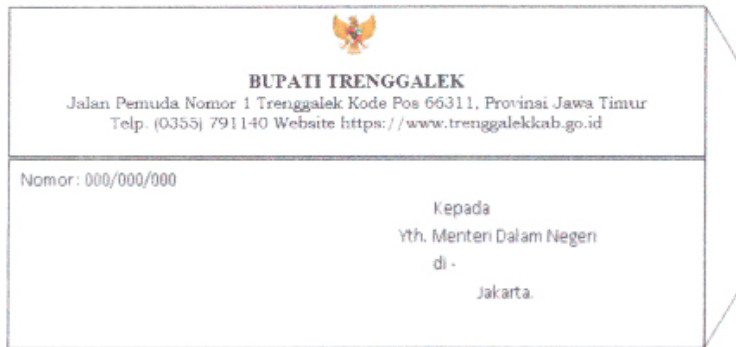 BUPATI TRENGGALEK
Jalan Pemuda Nomor 1 Trenggalek Kode Pos 66311, Provinsi Jawa Timur
Telp. (0355) 791140 Website https://www.trenggalekkab.go.id
Nomor : 000/000/000
Kepada
Yth. Menteri Dalam Negeri
di -
Jakarta.